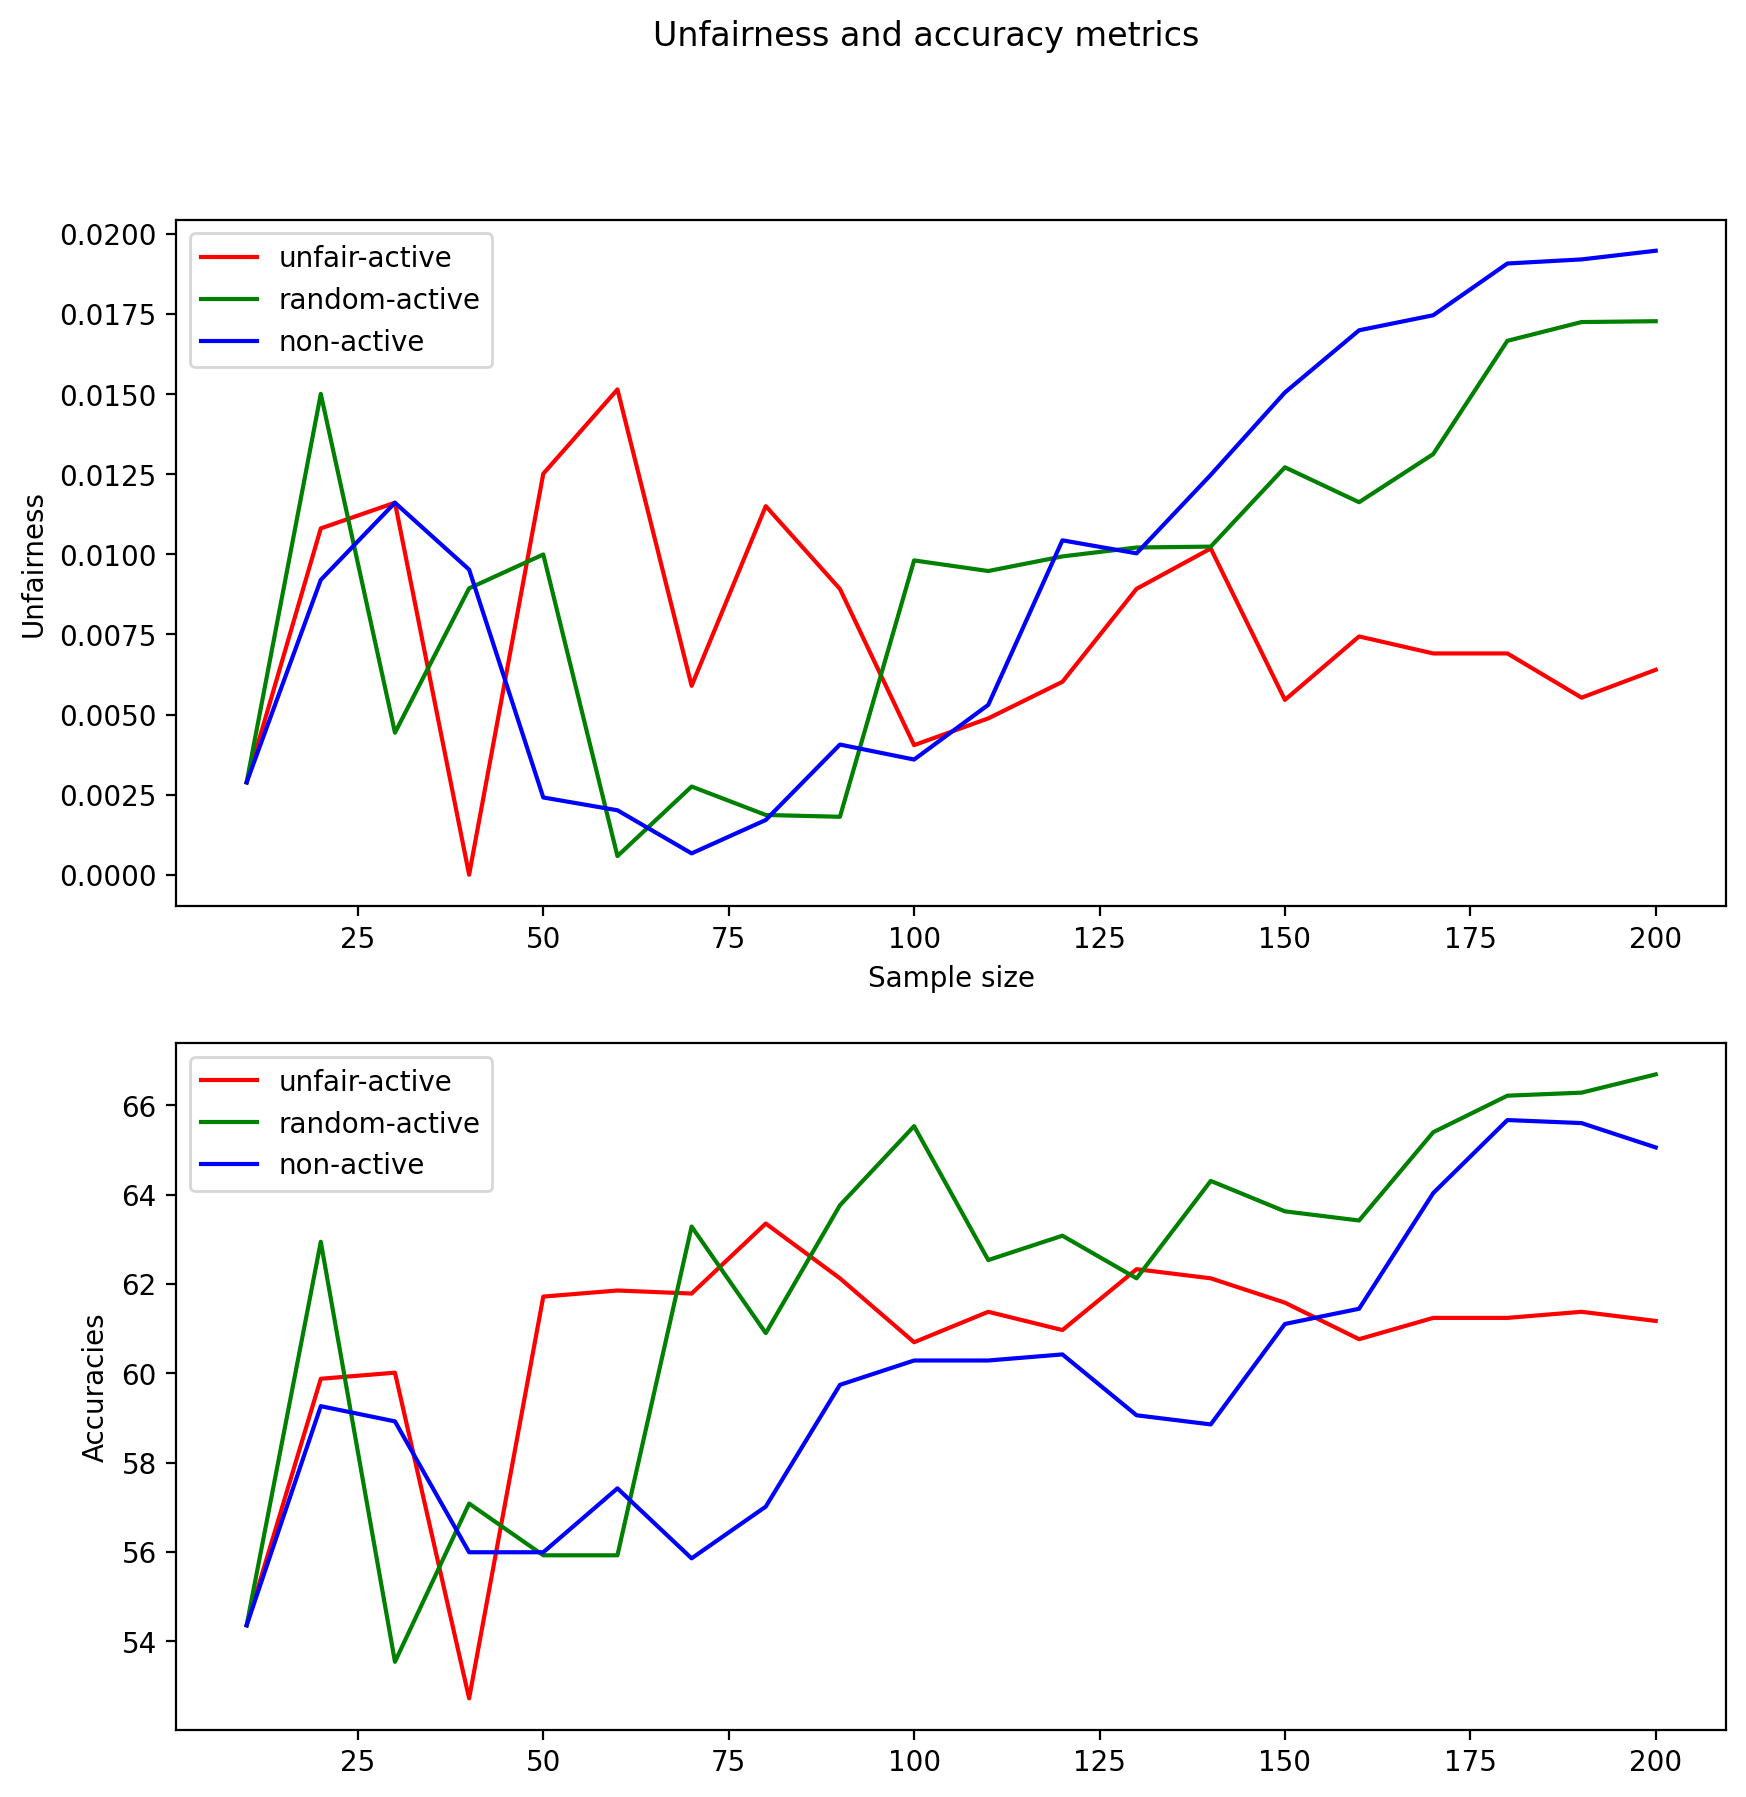 Unfairness and accuracy metrics
0.0200
0.0175
0.0150
0.0125
0.0100
0.0075
0.0050
0.0025
0.0000
Unfairness
unfair-active
random-active
non-active
25 50 75 100 125 150 175 200
Sample size
66
64
62
60
58
56
54
Accuracies
unfair-active
random-active
non-active
25 50 75 100 125 150 175 200